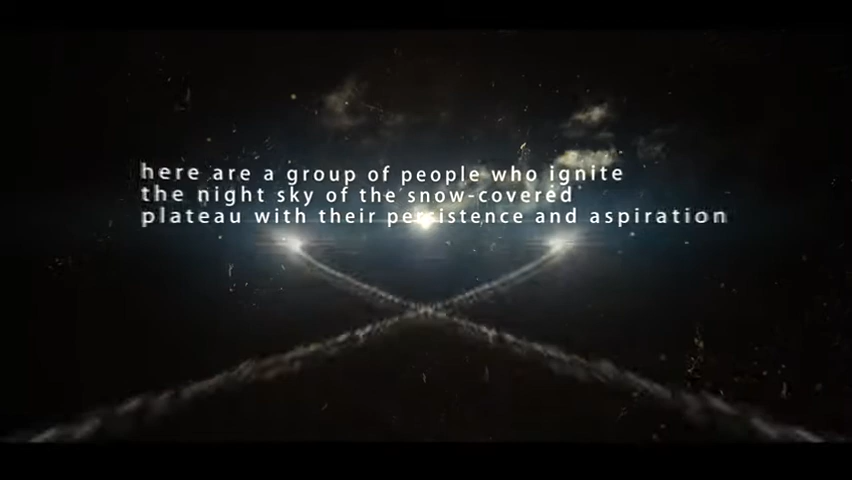 here are a group of people who ignite
the night sky of the snow-covered
plateau with their persistence and aspiration